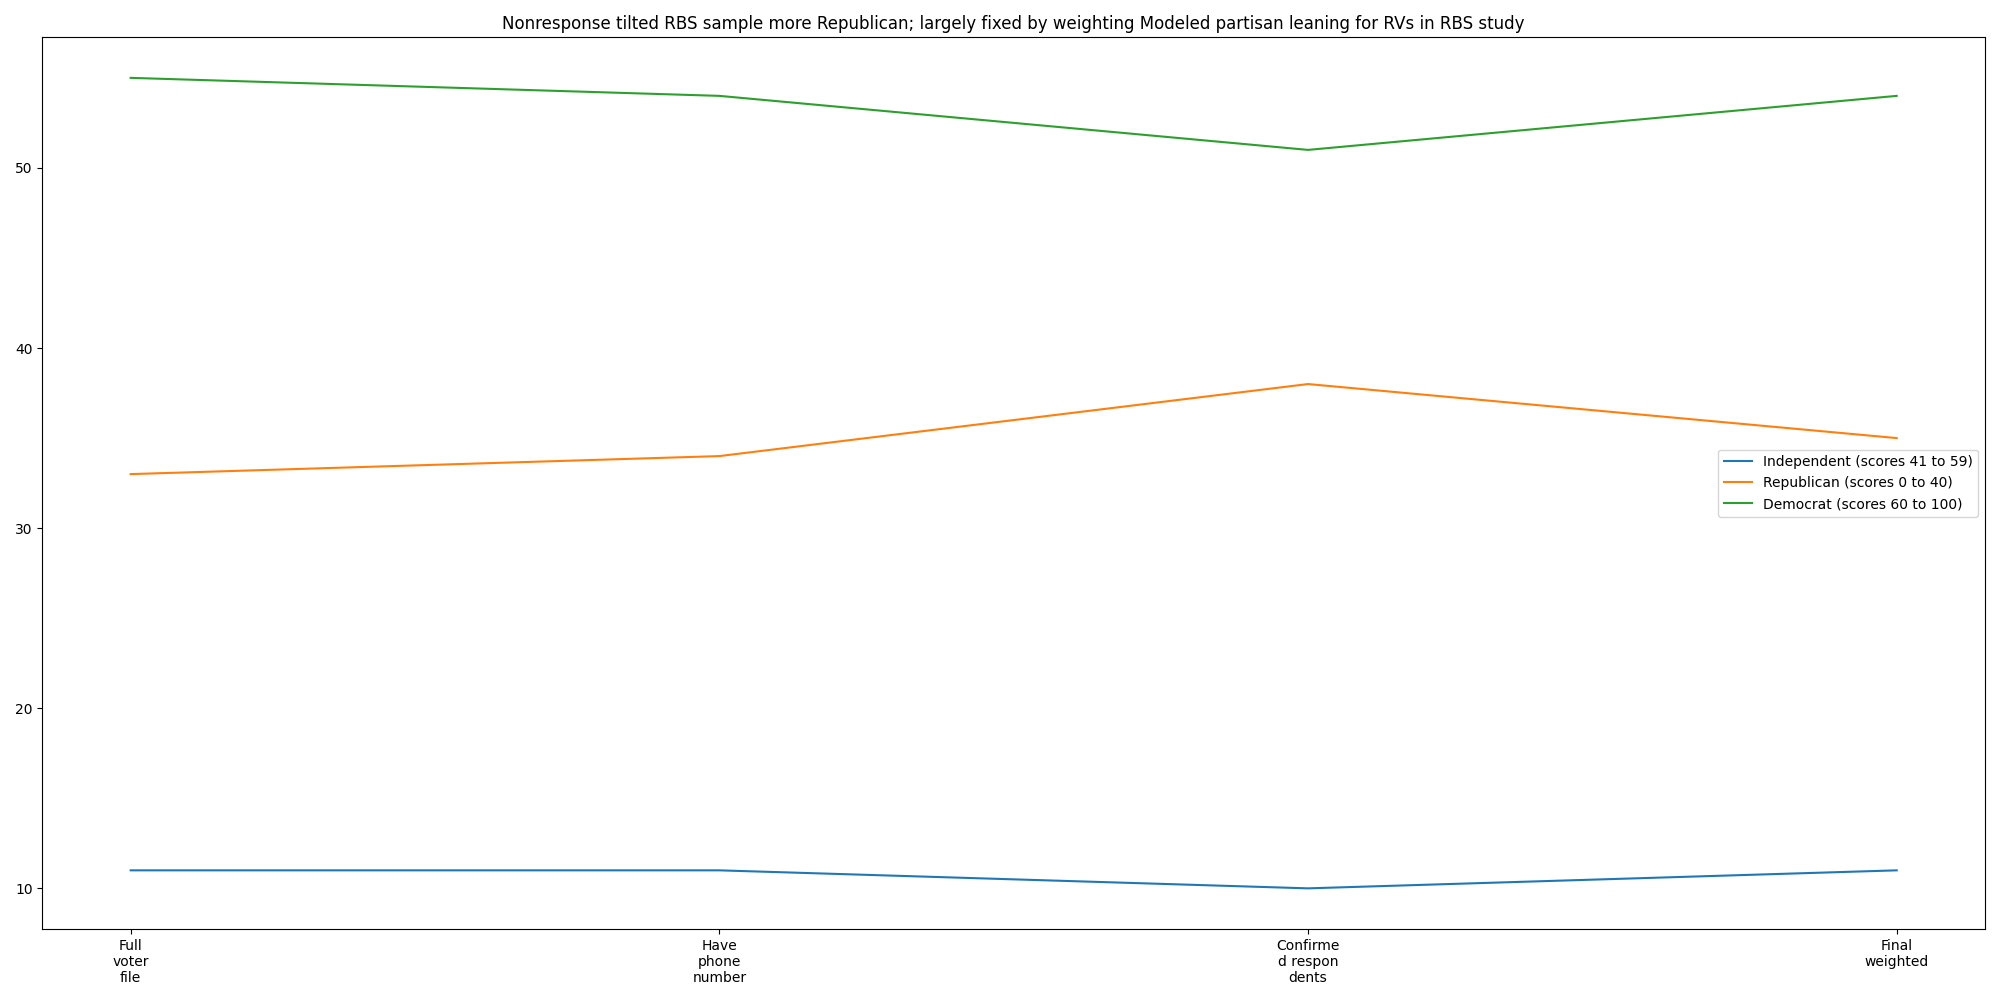 Nonresponse tilted RBS sample more Republican; largely fixed by weighting Modeled partisan leaning for RVs in RBS study
50
40
30
20
10
Independent (scores 41 to 59)
Republican (scores 0 to 40)
Democrat (scores 60 to 100)
Full
voter
file
Have
phone
number
Confirme
d respon
dents
Final
weighted